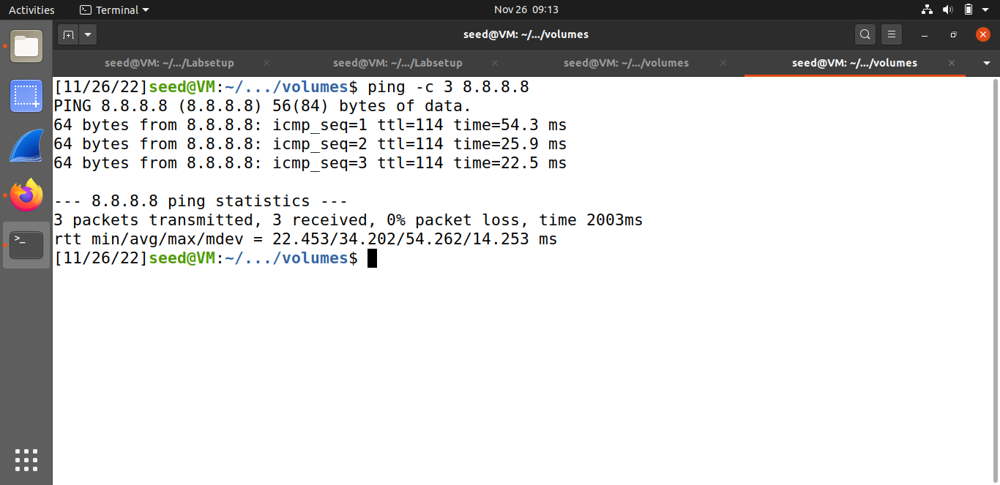 Activities Terminal Nov 26 09:13
seed@VM: ~/.../volumes
seed@VM: ~/.../Labsetup seed@VM: ~/.../Labsetup seed@VM: ~/.../volumes seed@VM: ~/.../volumes
[11/26/22]seed@VM:~/.../volumes$ ping -c 3 8.8.8.8
PING 8.8.8.8 (8.8.8.8) 56(84) bytes of data.
64 bytes from 8.8.8.8: icmp_seq=1 ttl=114 time=54.3 ms
64 bytes from 8.8.8.8: icmp_seq=2 ttl=114 time=25.9 ms
64 bytes from 8.8.8.8: icmp_seq=3 ttl=114 time=22.5 ms

--- 8.8.8.8 ping statistics ---
3 packets transmitted, 3 received, 0% packet loss, time 2003ms
rtt min/avg/max/mdev = 22.453/34.202/54.262/14.253 ms
[11/26/22]seed@VM:~/.../volumes$